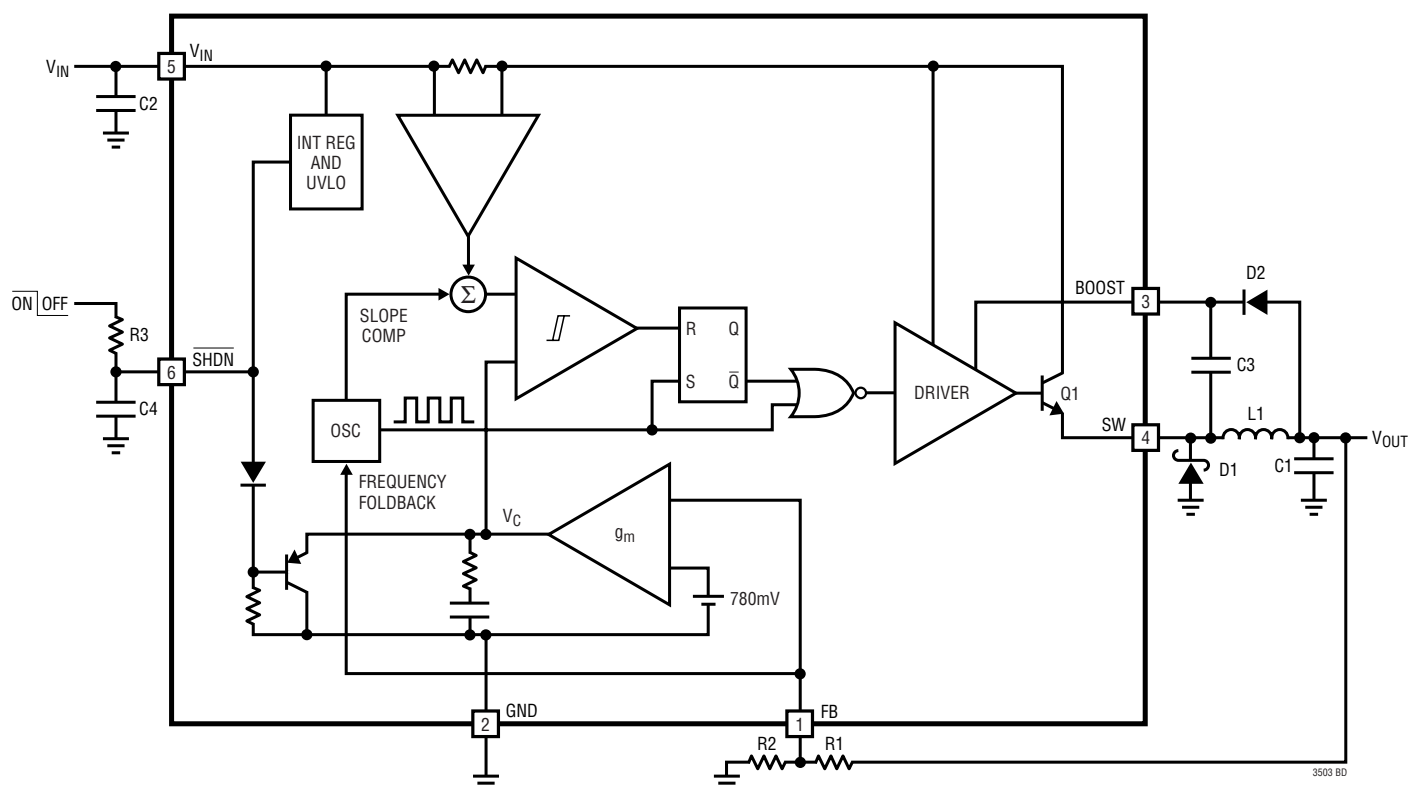 V_IN
5
V_IN
C2
INT REG
AND
UVLO
ON OFF
R3
6
SHDN
C4
SLOPE
COMP
Σ
R
Q
S
Q̅
OSC
FREQUENCY
FOLDBACK
V_C
g_m
780mV
DRIVER
Q1
BOOST
3
D2
C3
SW
4
L1
D1
C1
V_OUT
2
GND
1
FB
R2
R1
3503 BD